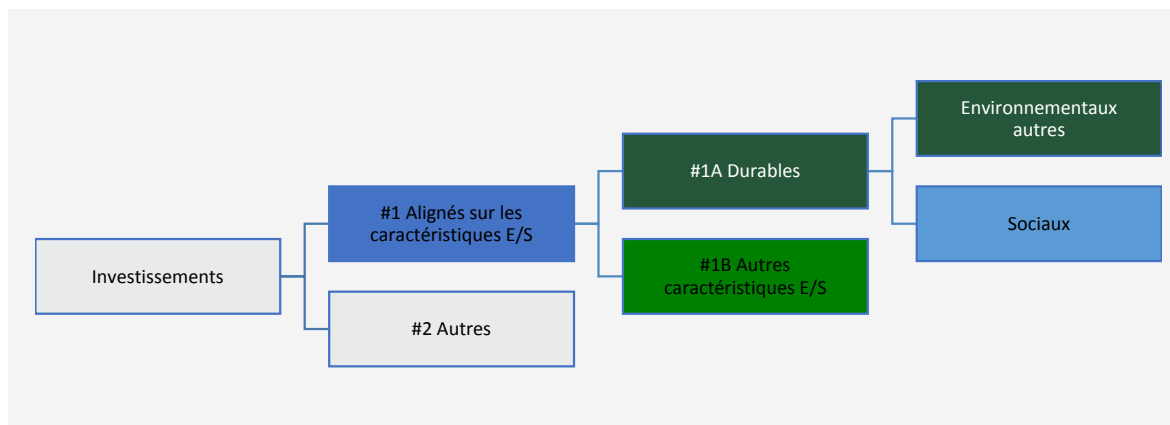 Investissements
#1 Alignés sur les
caractéristiques E/S
#2 Autres
#1A Durables
#1B Autres
caractéristiques E/S
Environnementaux
autres
Sociaux